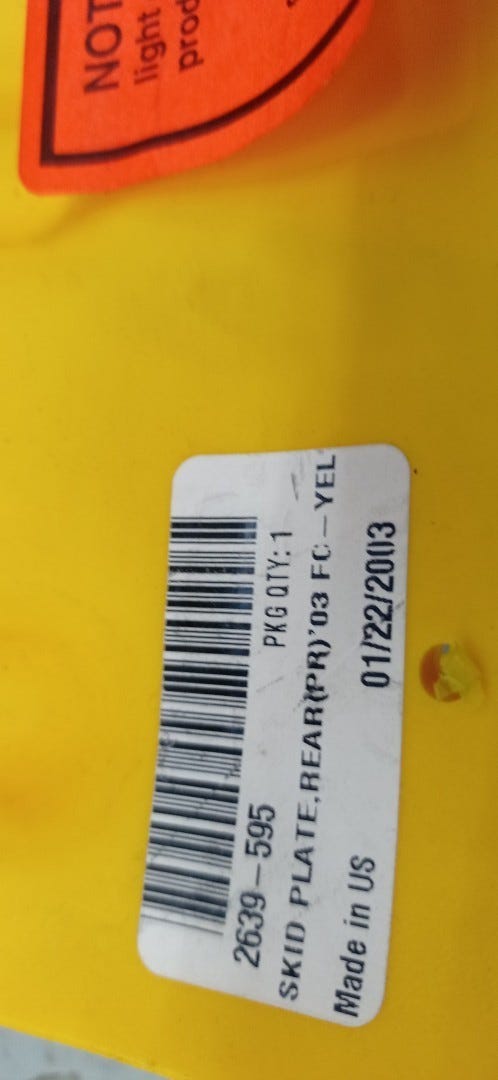 NOT
light
prod
2639-595 PKG QTY: 1
SKID PLATE,REAR(PR)'03 FC-YEL
Made in US 01/22/2003